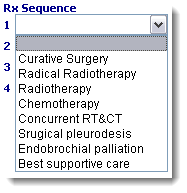 Rx Sequence
1
2
3
4
Curative Surgery
Radical Radiotherapy
Radiotherapy
Chemotherapy
Concurrent RT&CT
Srugical pleurodesis
Endobrochial palliation
Best supportive care